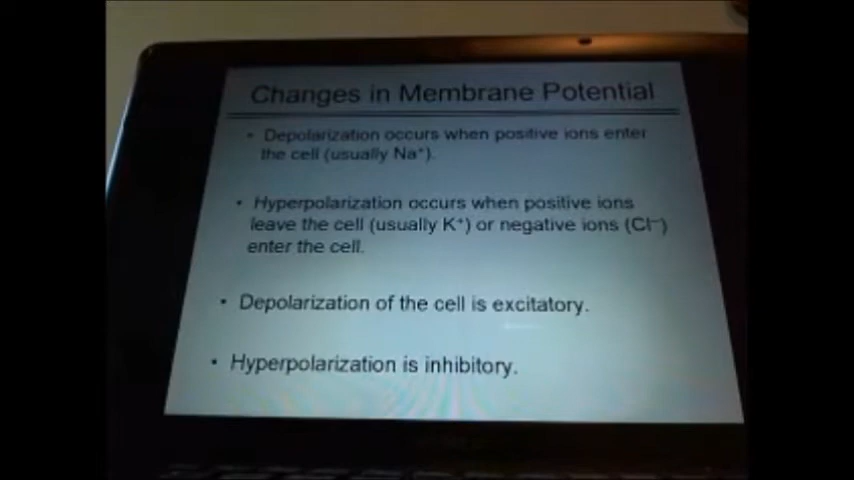 Changes in Membrane Potential
• Depolarization occurs when positive ions enter
the cell (usually Na⁺).
• Hyperpolarization occurs when positive ions
leave the cell (usually K⁺) or negative ions (Cl⁻)
enter the cell.
• Depolarization of the cell is excitatory.
• Hyperpolarization is inhibitory.